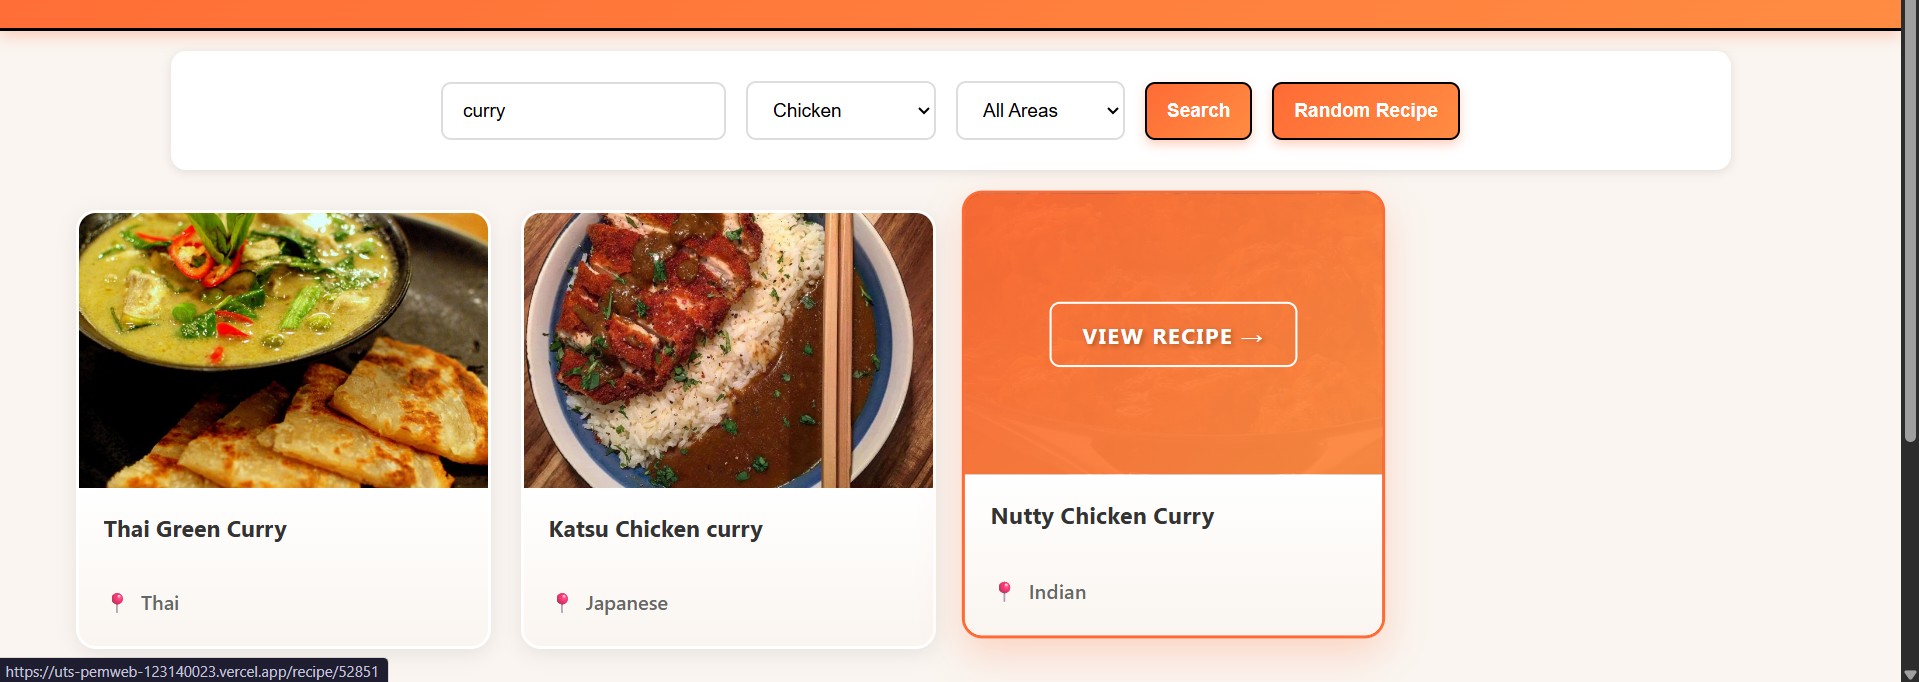 curry
Chicken
All Areas
Search
Random Recipe
VIEW RECIPE →
Thai Green Curry
Katsu Chicken curry
Nutty Chicken Curry
Thai
Japanese
Indian
https://uts-pemweb-123140023.vercel.app/recipe/52851